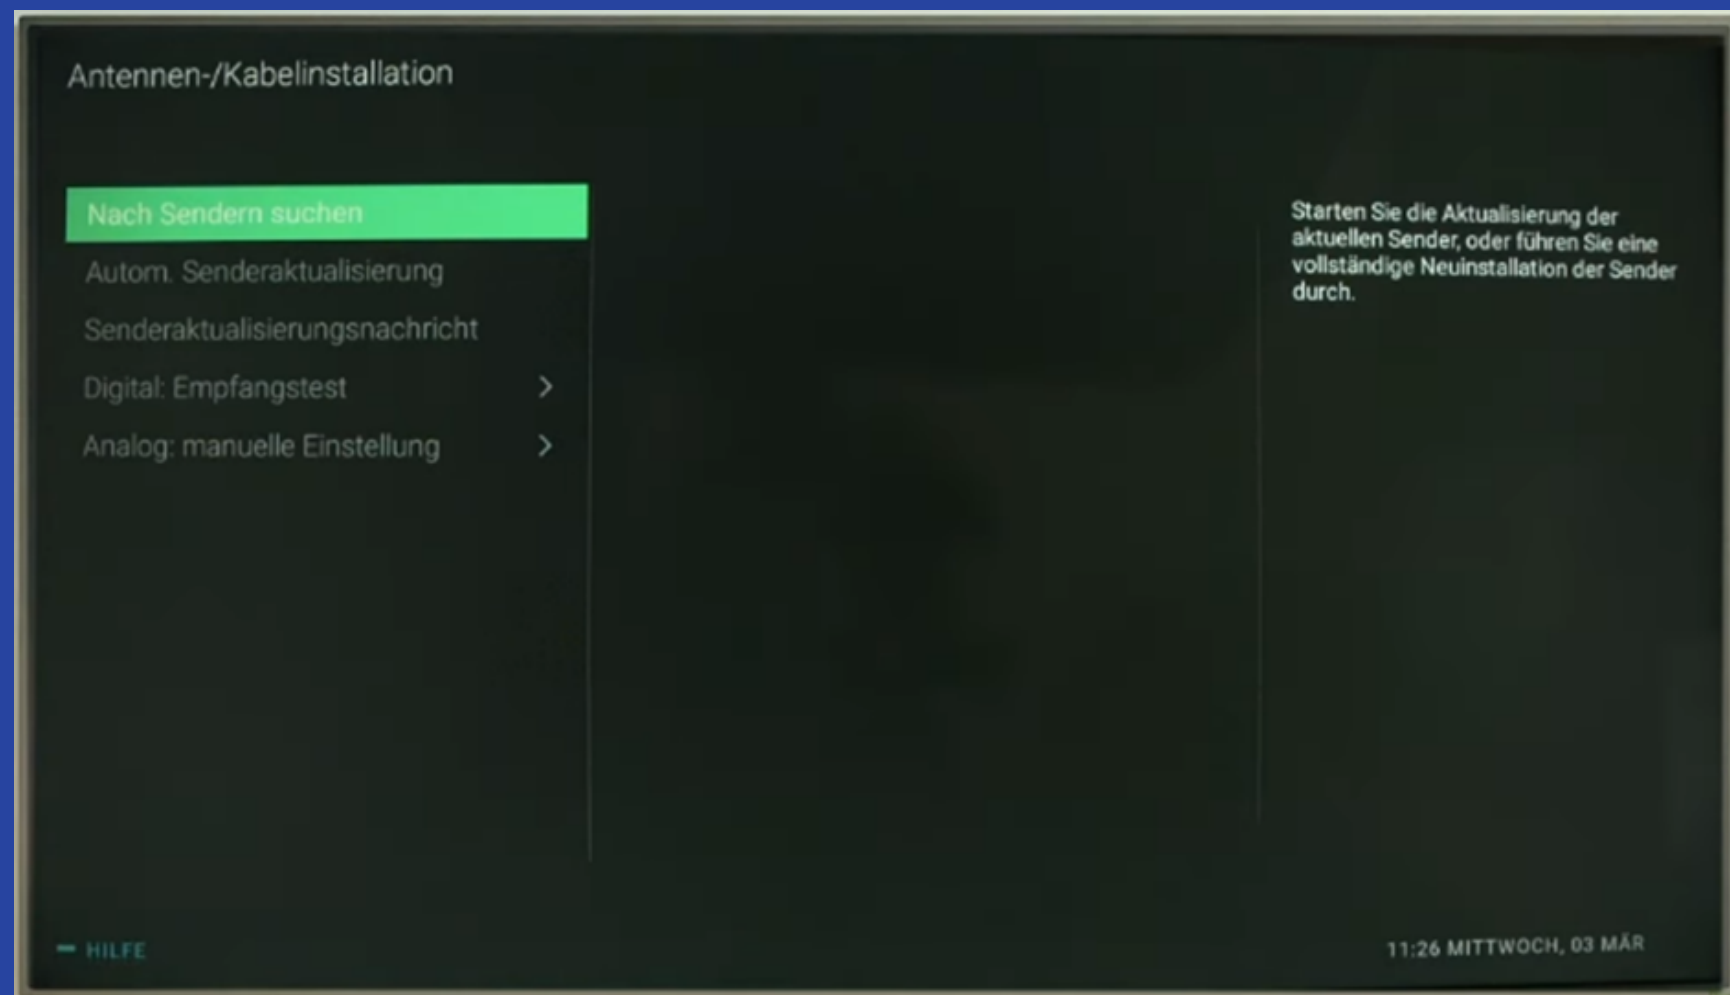 Antennen-/Kabelinstallation
Nach Sendern suchen
Autom. Senderaktualisierung
Senderaktualisierungsnachricht
Digital: Empfangstest
Analog: manuelle Einstellung
Starten Sie die Aktualisierung der
aktuellen Sender, oder führen Sie eine
vollständige Neuinstallation der Sender
durch.
HILFE
11:26 MITTWOCH, 03 MÄR